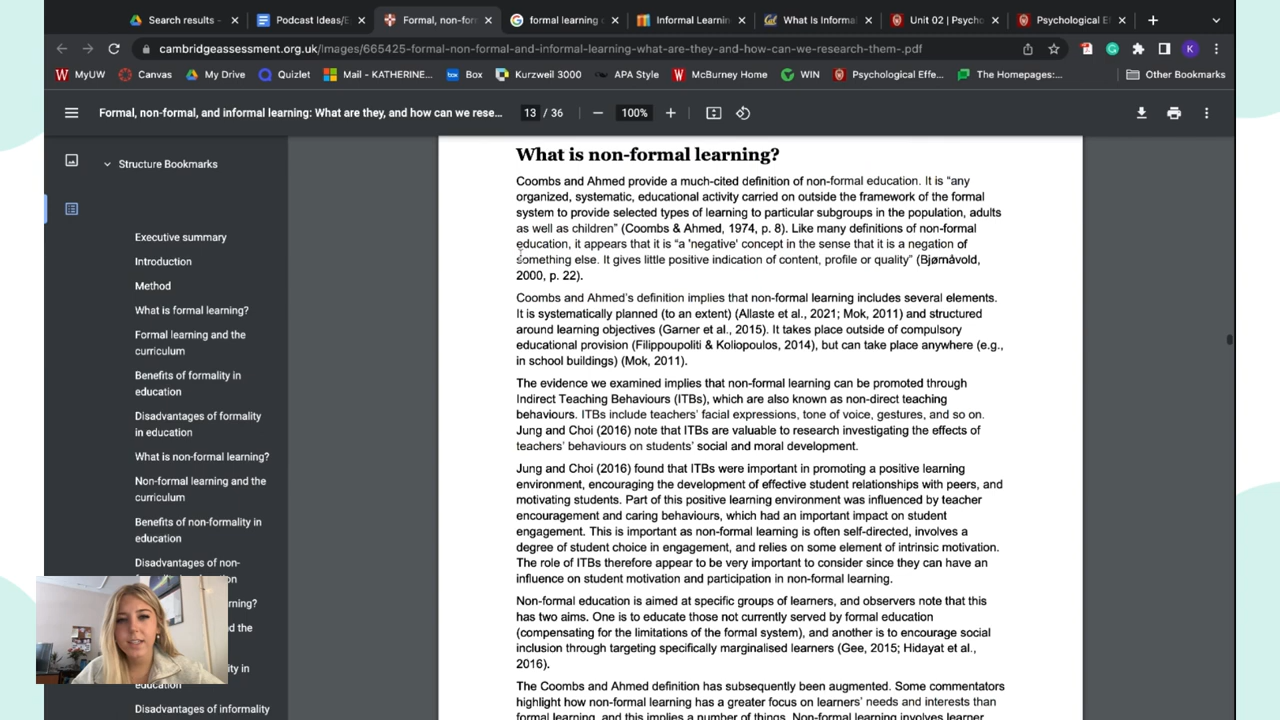 Search results -
Podcast Ideas/E
Formal, non-for
formal learning
Informal Learnin
What Is Informa
Unit 02 | Psycho
Psychological Ef
cambridgeassessment.org.uk/Images/665425-formal-non-formal-and-informal-learning-what-are-they-and-how-can-we-research-them-.pdf
K
MyUW
Canvas
My Drive
Quizlet
Mail - KATHERINE...
Box
Kurzweil 3000
APA Style
McBurney Home
WIN
Psychological Effe...
The Homepages:...
Other Bookmarks
Formal, non-formal, and informal learning: What are they, and how can we rese...
13 / 36
100%
Structure Bookmarks
Executive summary
Introduction
Method
What is formal learning?
Formal learning and the
curriculum
Benefits of formality in
education
Disadvantages of formality
in education
What is non-formal learning?
Non-formal learning and the
curriculum
Benefits of non-formality in
education
Disadvantages of non-
rning?
d the
ity in
education
Disadvantages of informality
What is non-formal learning?
Coombs and Ahmed provide a much-cited definition of non-formal education. It is “any
organized, systematic, educational activity carried on outside the framework of the formal
system to provide selected types of learning to particular subgroups in the population, adults
as well as children” (Coombs & Ahmed, 1974, p. 8). Like many definitions of non-formal
education, it appears that it is “a 'negative' concept in the sense that it is a negation of
something else. It gives little positive indication of content, profile or quality” (Bjørnåvold,
2000, p. 22).
Coombs and Ahmed’s definition implies that non-formal learning includes several elements.
It is systematically planned (to an extent) (Allaste et al., 2021; Mok, 2011) and structured
around learning objectives (Garner et al., 2015). It takes place outside of compulsory
educational provision (Filippoupoliti & Koliopoulos, 2014), but can take place anywhere (e.g.,
in school buildings) (Mok, 2011).
The evidence we examined implies that non-formal learning can be promoted through
Indirect Teaching Behaviours (ITBs), which are also known as non-direct teaching
behaviours. ITBs include teachers’ facial expressions, tone of voice, gestures, and so on.
Jung and Choi (2016) note that ITBs are valuable to research investigating the effects of
teachers’ behaviours on students’ social and moral development.
Jung and Choi (2016) found that ITBs were important in promoting a positive learning
environment, encouraging the development of effective student relationships with peers, and
motivating students. Part of this positive learning environment was influenced by teacher
encouragement and caring behaviours, which had an important impact on student
engagement. This is important as non-formal learning is often self-directed, involves a
degree of student choice in engagement, and relies on some element of intrinsic motivation.
The role of ITBs therefore appear to be very important to consider since they can have an
influence on student motivation and participation in non-formal learning.
Non-formal education is aimed at specific groups of learners, and observers note that this
has two aims. One is to educate those not currently served by formal education
(compensating for the limitations of the formal system), and another is to encourage social
inclusion through targeting specifically marginalised learners (Gee, 2015; Hidayat et al.,
2016).
The Coombs and Ahmed definition has subsequently been augmented. Some commentators
highlight how non-formal learning has a greater focus on learners’ needs and interests than
formal learning, and this implies a number of things. Non-formal learning involves learner